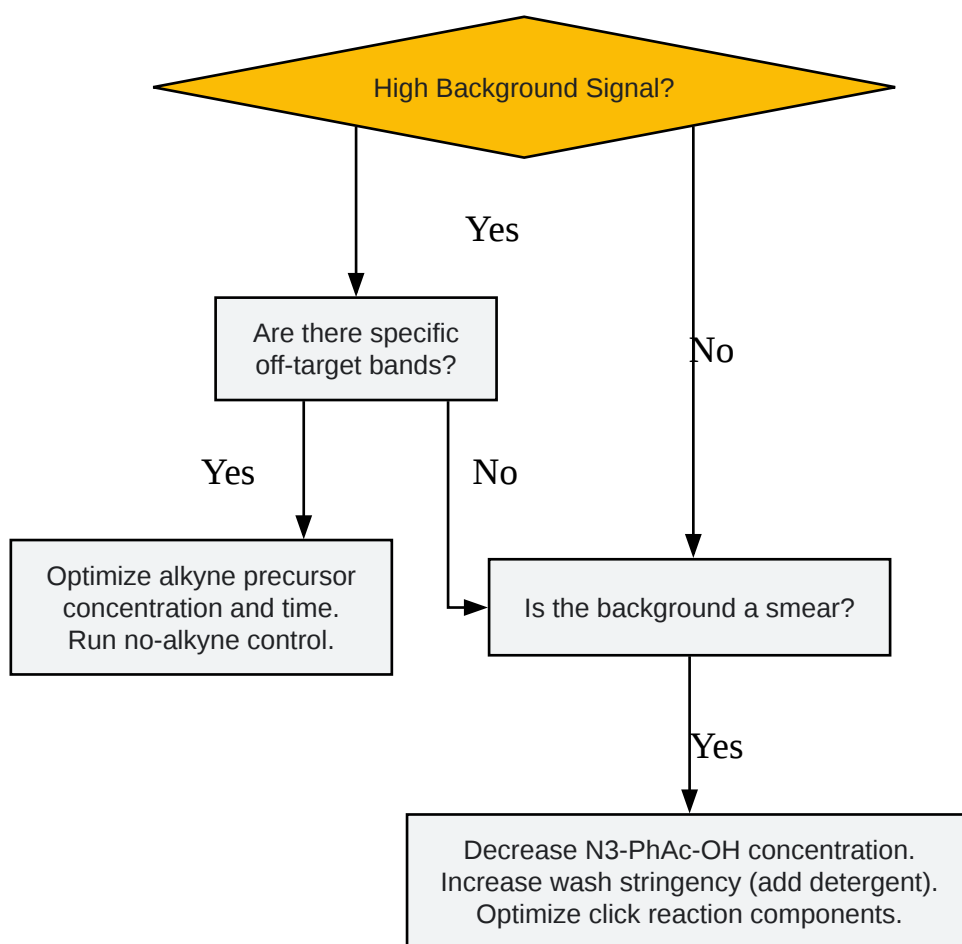 High Background Signal?
Yes
Are there specific
off-target bands?
No
Yes
No
Optimize alkyne precursor
concentration and time.
Run no-alkyne control.
Is the background a smear?
Yes
Decrease N3-PhAc-OH concentration.
Increase wash stringency (add detergent).
Optimize click reaction components.